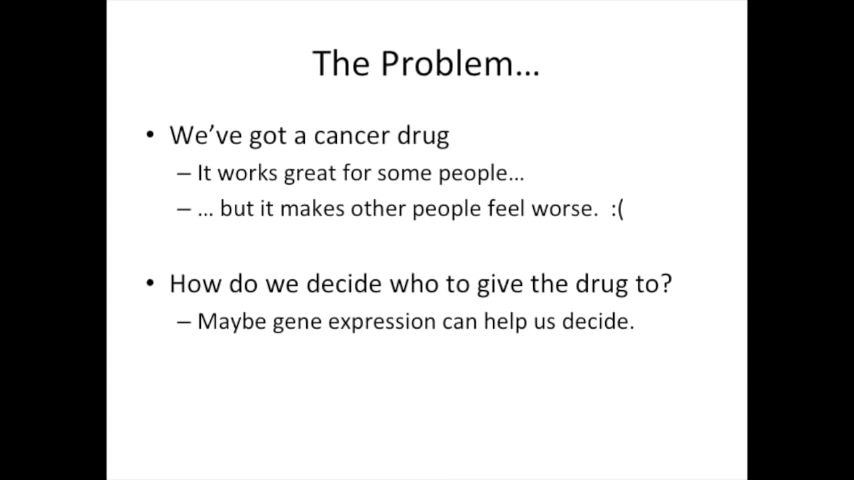 The Problem…
• We’ve got a cancer drug
– It works great for some people…
– … but it makes other people feel worse.  :(
• How do we decide who to give the drug to?
– Maybe gene expression can help us decide.